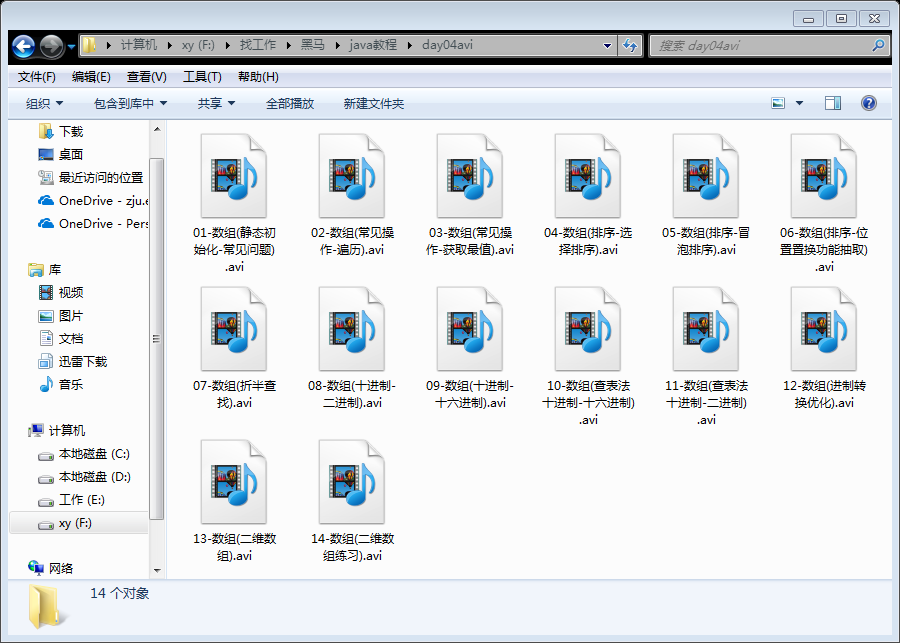 计算机 xy (F:) 找工作 黑马 java教程 day04avi
搜索 day04avi
文件(F) 编辑(E) 查看(V) 工具(T) 帮助(H)
组织 包含到库中 共享 全部播放 新建文件夹
下载
桌面
最近访问的位置
OneDrive - zju.e
OneDrive - Pers
库
视频
图片
文档
迅雷下载
音乐
计算机
本地磁盘 (C:)
本地磁盘 (D:)
工作 (E:)
xy (F:)
网络
01-数组(静态初
始化-常见问题)
.avi
02-数组(常见操
作-遍历).avi
03-数组(常见操
作-获取最值).avi
04-数组(排序-选
择排序).avi
05-数组(排序-冒
泡排序).avi
06-数组(排序-位
置置换功能抽取)
.avi
07-数组(折半查
找).avi
08-数组(十进制-
二进制).avi
09-数组(十进制-
十六进制).avi
10-数组(查表法
十进制-十六进制)
.avi
11-数组(查表法
十进制-二进制)
.avi
12-数组(进制转
换优化).avi
13-数组(二维数
组).avi
14-数组(二维数
组练习).avi
14 个对象